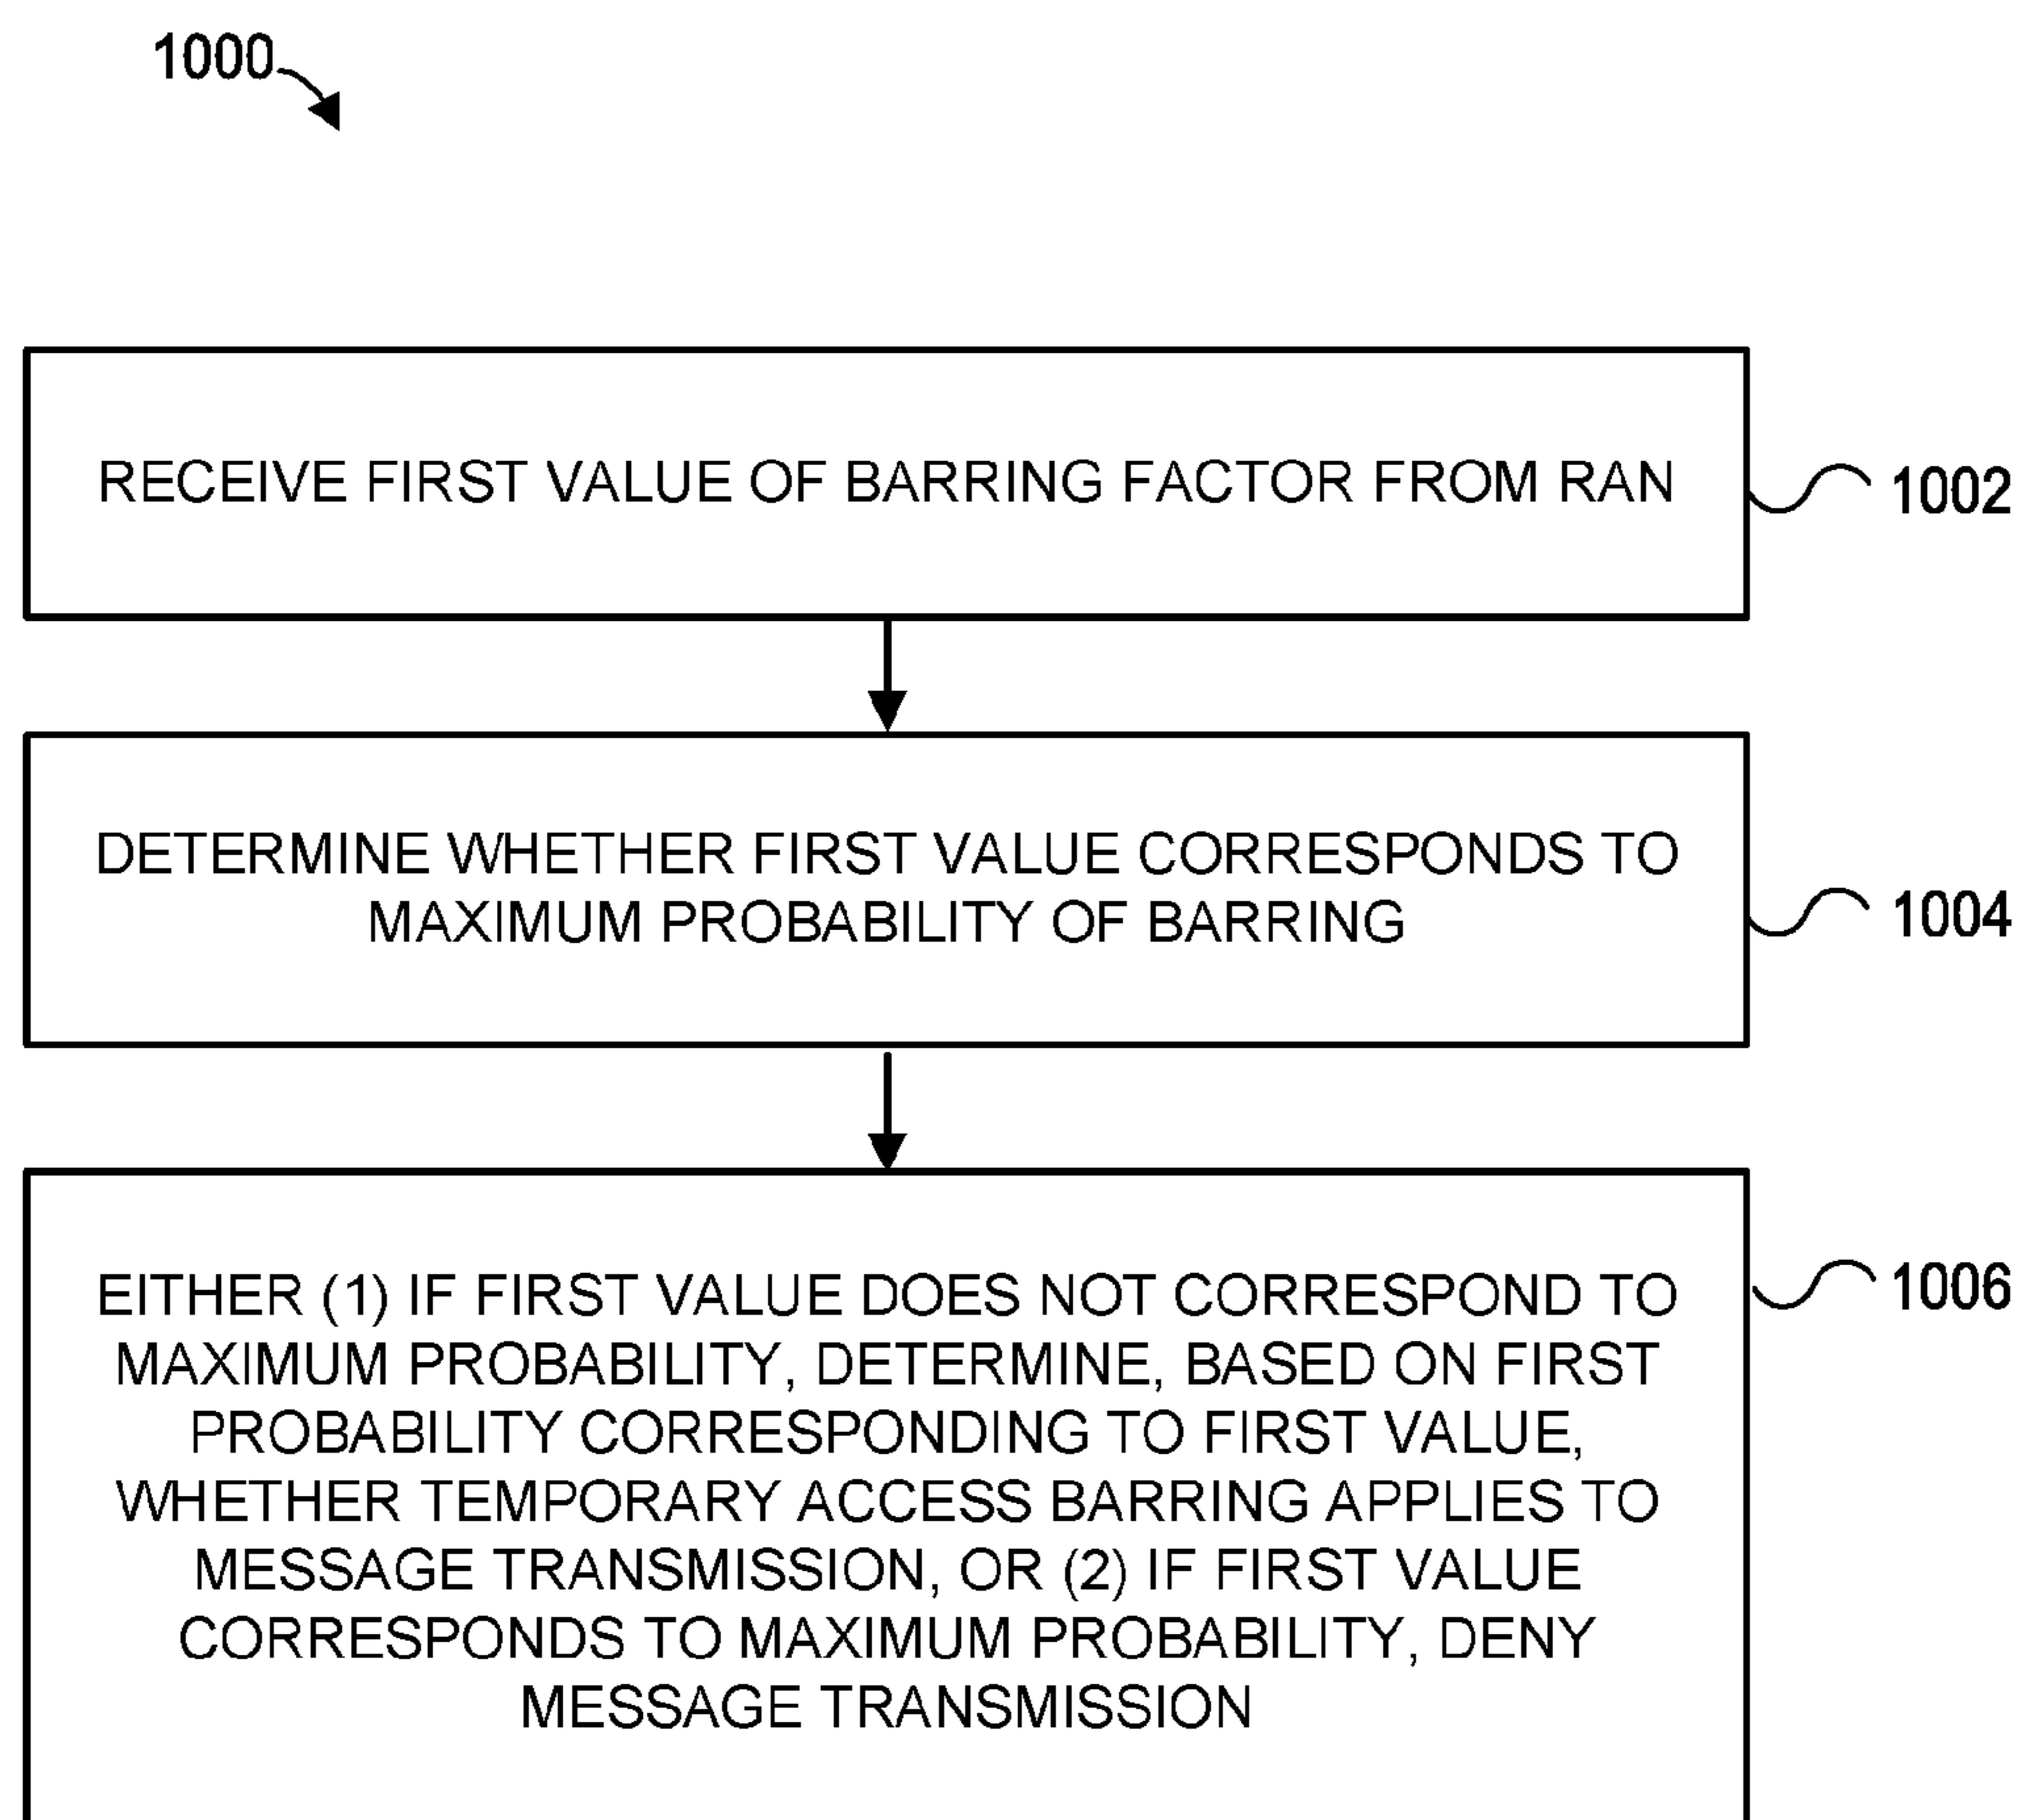 1000
RECEIVE FIRST VALUE OF BARRING FACTOR FROM RAN
1002
DETERMINE WHETHER FIRST VALUE CORRESPONDS TO
MAXIMUM PROBABILITY OF BARRING
1004
EITHER (1) IF FIRST VALUE DOES NOT CORRESPOND TO
MAXIMUM PROBABILITY, DETERMINE, BASED ON FIRST
PROBABILITY CORRESPONDING TO FIRST VALUE,
WHETHER TEMPORARY ACCESS BARRING APPLIES TO
MESSAGE TRANSMISSION, OR (2) IF FIRST VALUE
CORRESPONDS TO MAXIMUM PROBABILITY, DENY
MESSAGE TRANSMISSION
1006